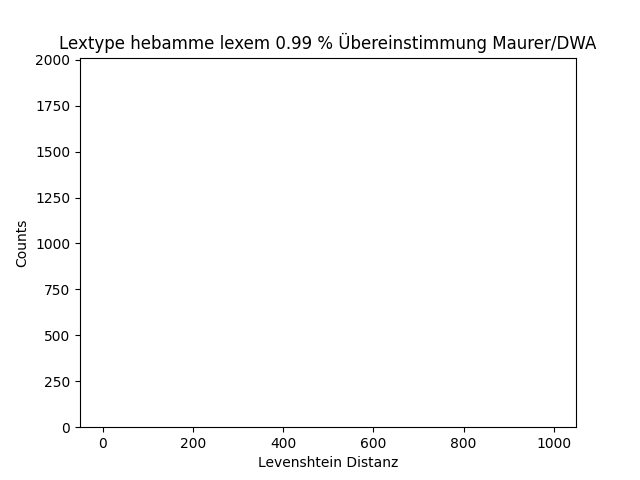 Lextype hebamme lexem 0.99 % Übereinstimmung Maurer/DWA
2000
1750
1500
1250
1000
750
500
250
0
Counts
0 200 400 600 800 1000
Levenshtein Distanz